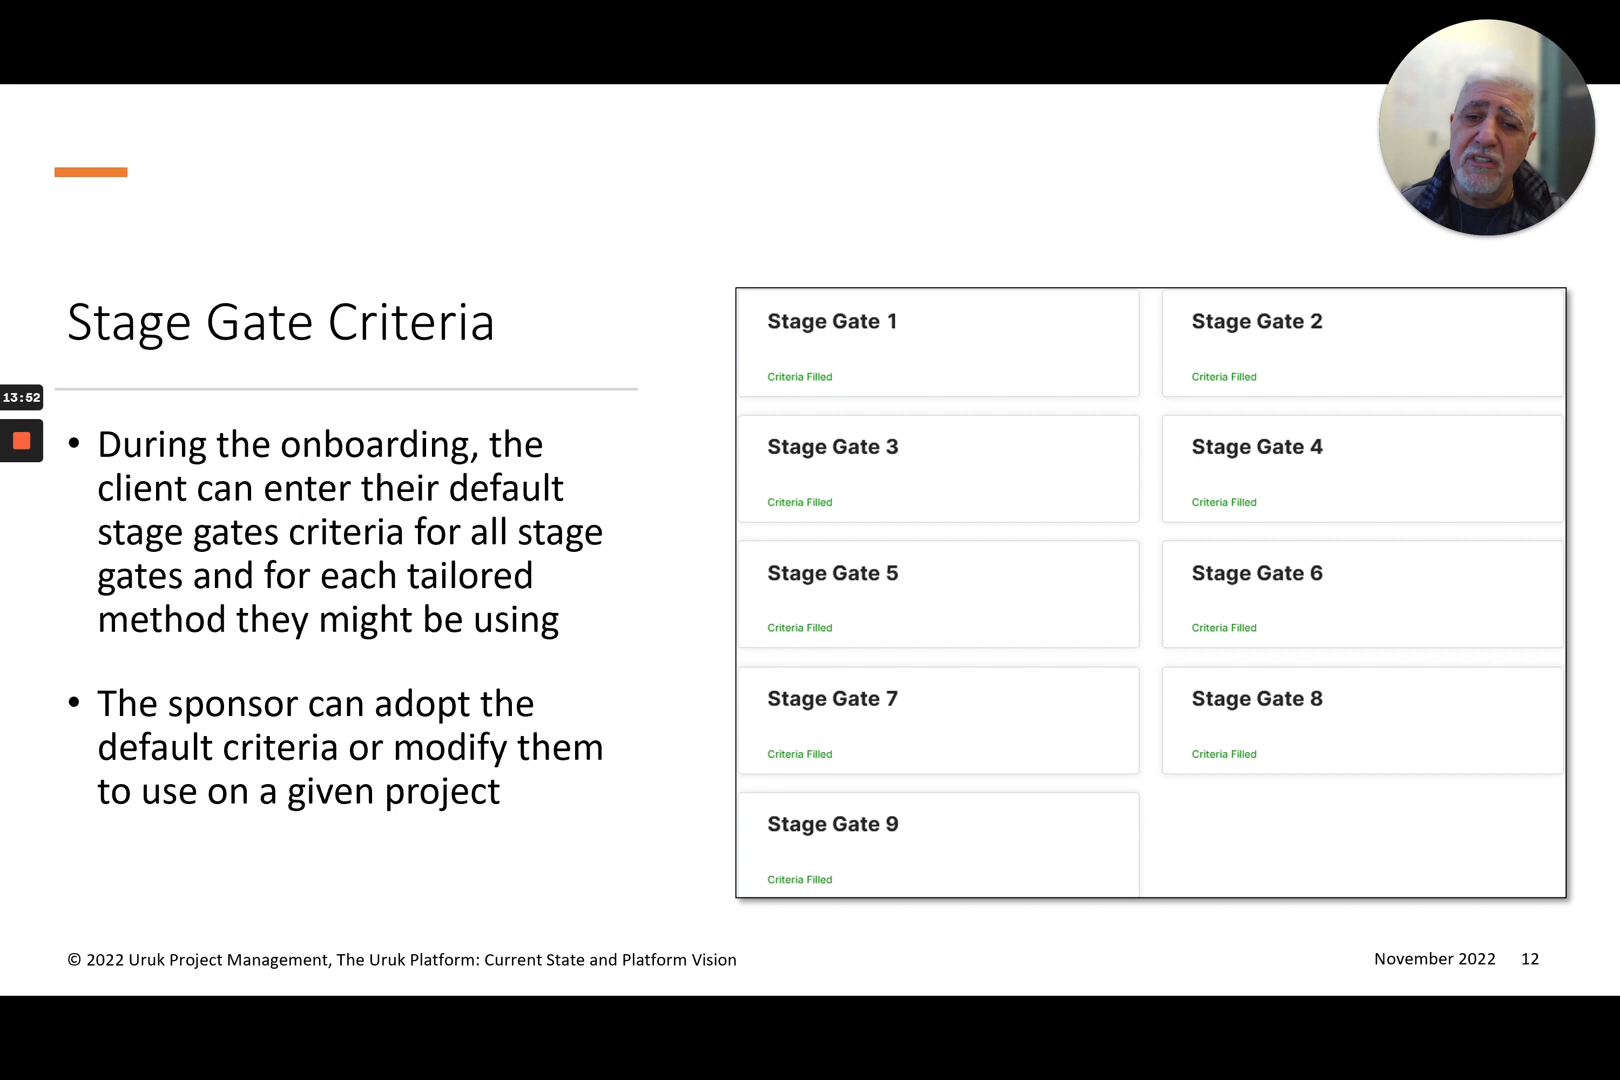 Stage Gate Criteria
13:52
• During the onboarding, the
client can enter their default
stage gates criteria for all stage
gates and for each tailored
method they might be using
• The sponsor can adopt the
default criteria or modify them
to use on a given project
Stage Gate 1
Criteria Filled
Stage Gate 2
Criteria Filled
Stage Gate 3
Criteria Filled
Stage Gate 4
Criteria Filled
Stage Gate 5
Criteria Filled
Stage Gate 6
Criteria Filled
Stage Gate 7
Criteria Filled
Stage Gate 8
Criteria Filled
Stage Gate 9
Criteria Filled
© 2022 Uruk Project Management, The Uruk Platform: Current State and Platform Vision
November 2022 12